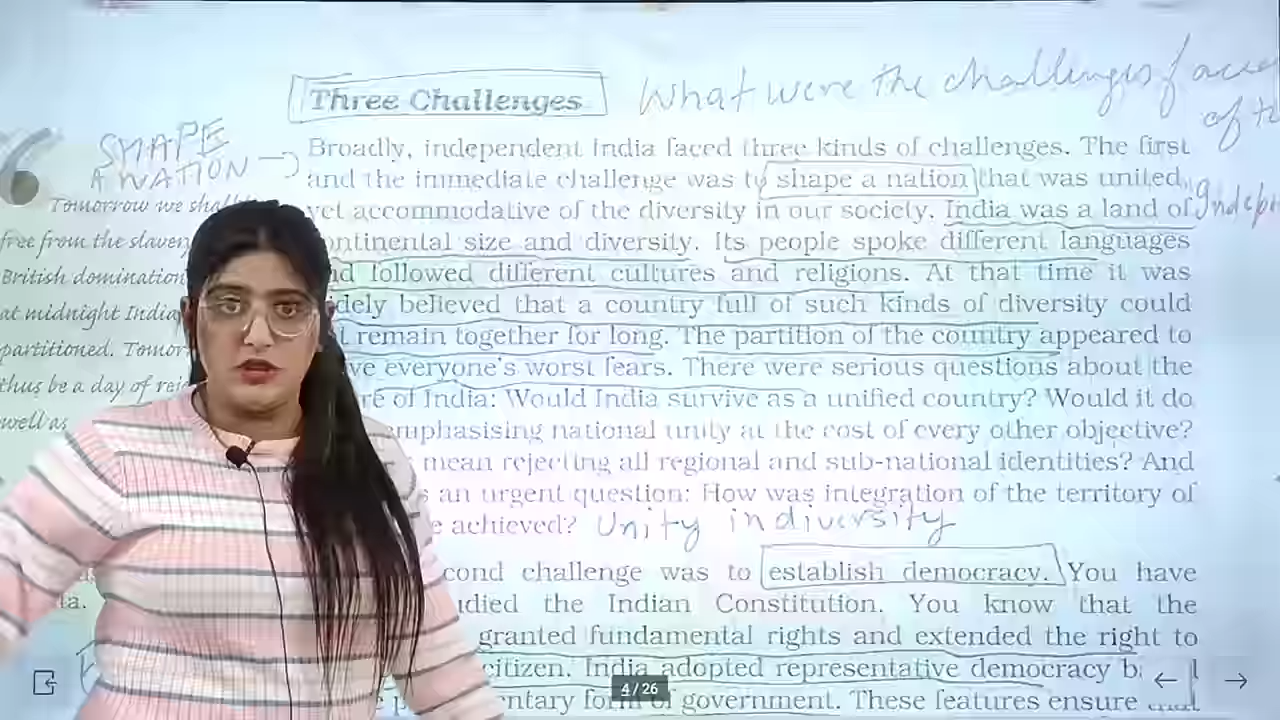 Three Challenges
What were the challenges faced
of th
SHAPE
A NATION
Broadly, independent India faced three kinds of challenges. The first
and the immediate challenge was to shape a nation that was united,
Tomorrow we shall
yet accommodative of the diversity in our society. India was a land of
free from the slavery
continental size and diversity. Its people spoke different languages
British domination
and followed different cultures and religions. At that time it was
at midnight India
widely believed that a country full of such kinds of diversity could
partitioned. Tomor
remain together for long. The partition of the country appeared to
thus be a day of rej
everyone's worst fears. There were serious questions about the
well as
of India: Would India survive as a unified country? Would it do
emphasising national unity at the cost of every other objective?
mean rejecting all regional and sub-national identities? And
an urgent question: How was integration of the territory of
achieved? Unity in diversity
cond challenge was to establish democracy. You have
udied the Indian Constitution. You know that the
granted fundamental rights and extended the right to
citizen. India adopted representative democracy b
entary form of government. These features ensure that
4 / 26